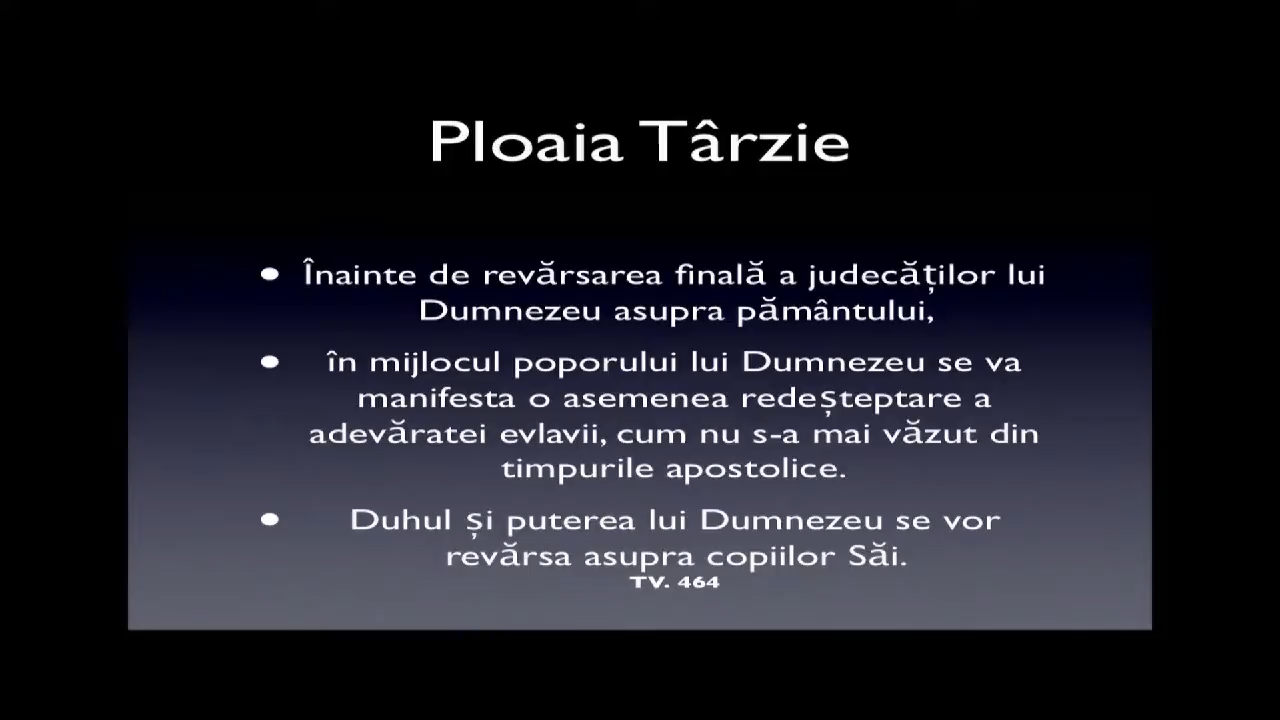 Ploaia Târzie
• Înainte de revărsarea finală a judecăților lui
Dumnezeu asupra pământului,
• în mijlocul poporului lui Dumnezeu se va
manifesta o asemenea redeșteptare a
adevăratei evlavii, cum nu s-a mai văzut din
timpurile apostolice.
• Duhul și puterea lui Dumnezeu se vor
revărsa asupra copiilor Săi.
TV. 464